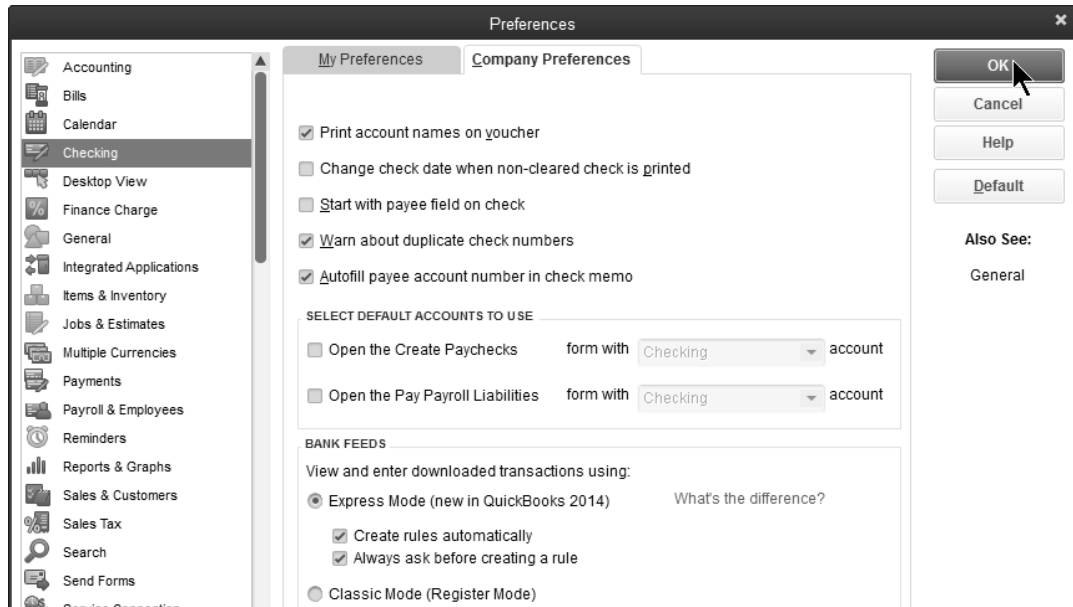 Preferences
Accounting
Bills
Calendar
Checking
Desktop View
Finance Charge
General
Integrated Applications
Items & Inventory
Jobs & Estimates
Multiple Currencies
Payments
Payroll & Employees
Reminders
Reports & Graphs
Sales & Customers
Sales Tax
Search
Send Forms
My Preferences
Company Preferences
Print account names on voucher
Change check date when non-cleared check is printed
Start with payee field on check
Warn about duplicate check numbers
Autofill payee account number in check memo
SELECT DEFAULT ACCOUNTS TO USE
Open the Create Paychecks form with Checking account
Open the Pay Payroll Liabilities form with Checking account
BANK FEEDS
View and enter downloaded transactions using:
Express Mode (new in QuickBooks 2014) What's the difference?
Create rules automatically
Always ask before creating a rule
Classic Mode (Register Mode)
OK
Cancel
Help
Default
Also See:
General